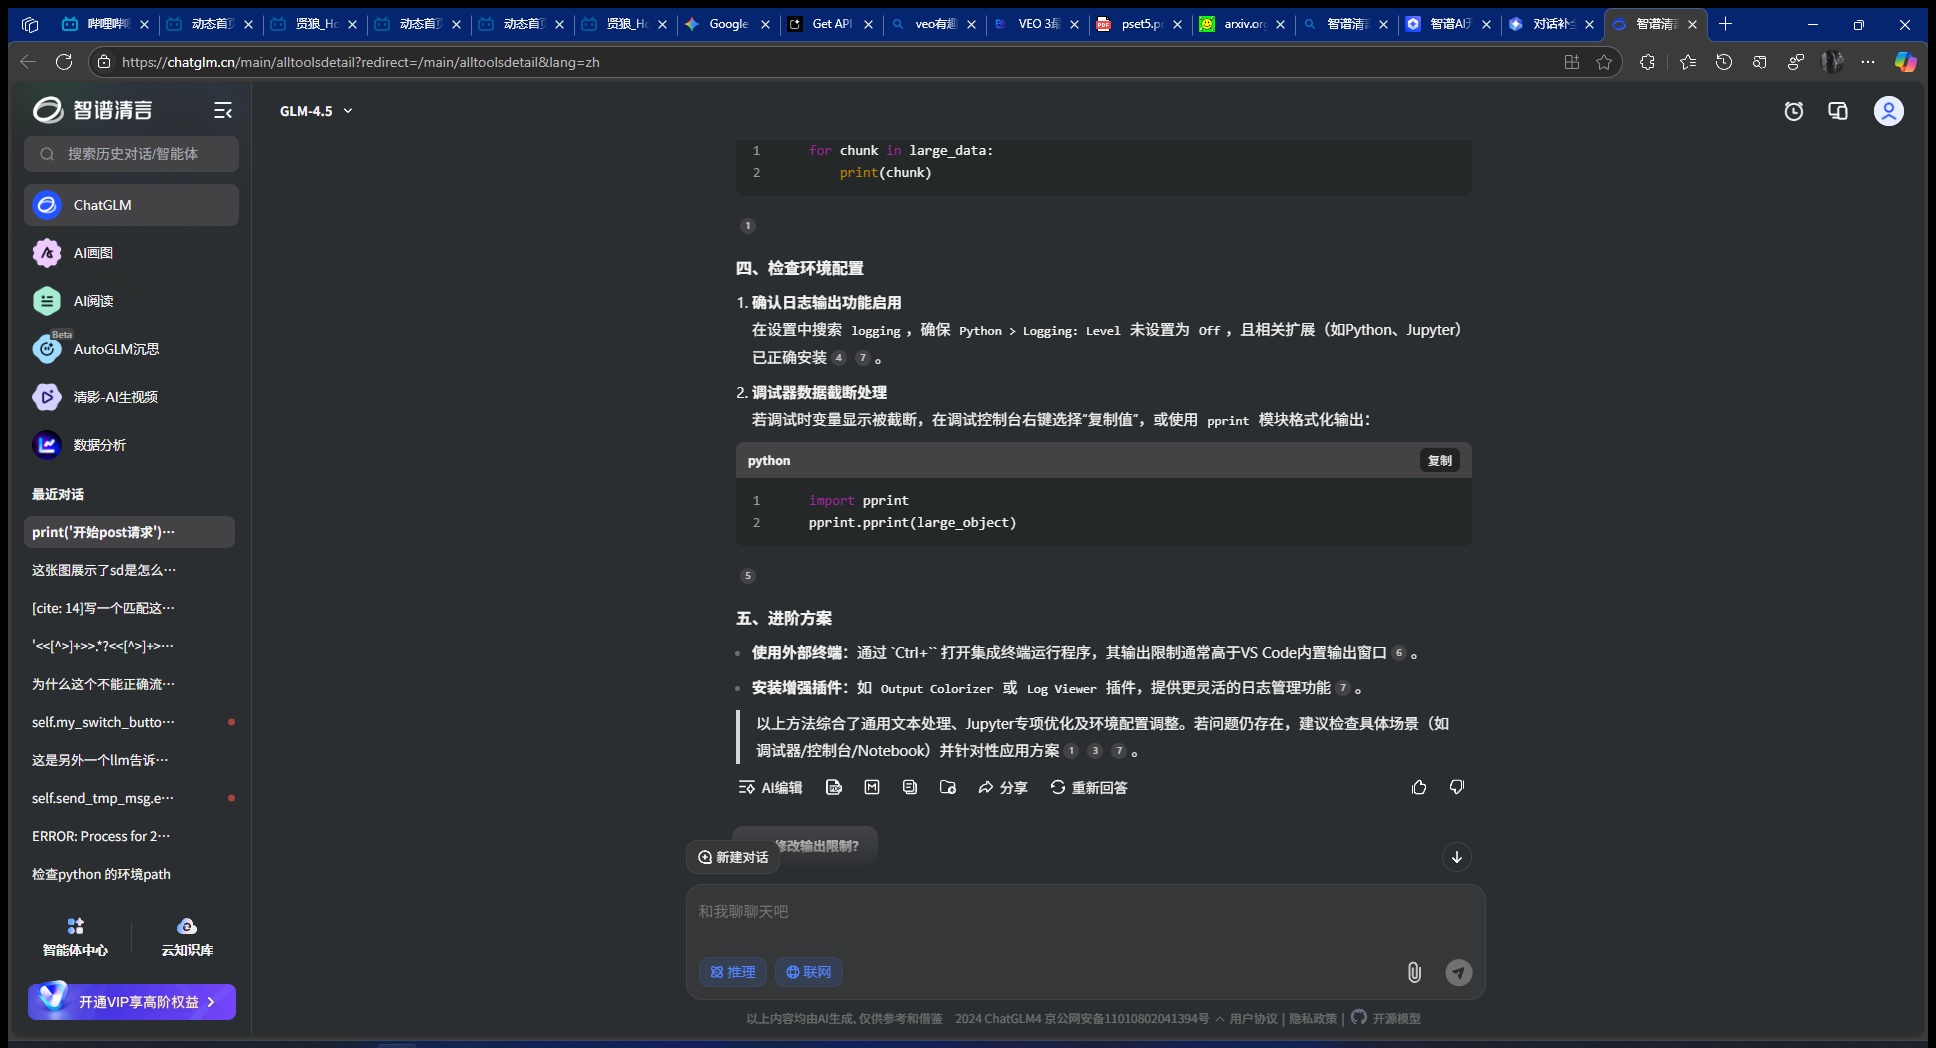 哔哩哔
动态首
贤狼_Ho
动态首
动态首
贤狼_Ho
Google
Get API
veo有趣
VEO 3最
pset5.p
arxiv.or
智谱清
智谱AI开
对话补
智谱清
https://chatglm.cn/main/alltoolsdetail?redirect=/main/alltoolsdetail&lang=zh
智谱清言
搜索历史对话/智能体
ChatGLM
AI画图
AI阅读
Beta
AutoGLM沉思
清影-AI生视频
数据分析
最近对话
print('开始post请求')···
这张图展示了sd是怎么···
[cite: 14]写一个匹配这···
'<<[^>]+>>.*?<<[^>]+>···
为什么这个不能正确流···
self.my_switch_butto···
这是另外一个llm告诉···
self.send_tmp_msg.e···
ERROR: Process for 2···
检查python 的环境path
智能体中心
云知识库
开通VIP享高阶权益
GLM-4.5
1 for chunk in large_data:
2 print(chunk)
1
四、检查环境配置
1. 确认日志输出功能启用
在设置中搜索 logging ，确保 Python > Logging: Level 未设置为 Off ，且相关扩展（如Python、Jupyter）
已正确安装 4 7 。
2. 调试器数据截断处理
若调试时变量显示被截断，在调试控制台右键选择“复制值”，或使用 pprint 模块格式化输出：
python 复制
1 import pprint
2 pprint.pprint(large_object)
5
五、进阶方案
• 使用外部终端：通过 `Ctrl+`` 打开集成终端运行程序，其输出限制通常高于VS Code内置输出窗口 6 。
• 安装增强插件：如 Output Colorizer 或 Log Viewer 插件，提供更灵活的日志管理功能 7 。
以上方法综合了通用文本处理、Jupyter专项优化及环境配置调整。若问题仍存在，建议检查具体场景（如
调试器/控制台/Notebook）并针对性应用方案 1 3 7 。
AI编辑 分享 重新回答
修改输出限制？
新建对话
和我聊聊天吧
推理 联网
以上内容均由AI生成, 仅供参考和借鉴 2024 ChatGLM4 京公网安备11010802041394号 用户协议 | 隐私政策 | 开源模型